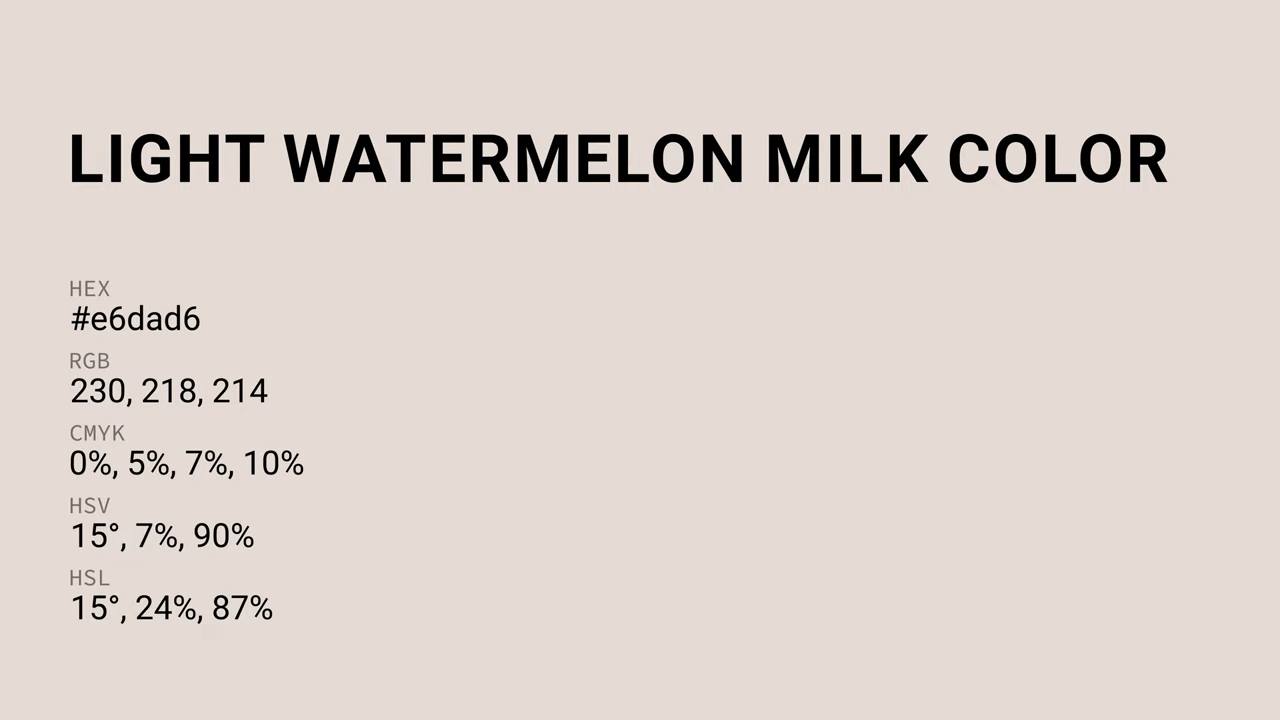 LIGHT WATERMELON MILK COLOR
HEX
#e6dad6
RGB
230, 218, 214
CMYK
0%, 5%, 7%, 10%
HSV
15°, 7%, 90%
HSL
15°, 24%, 87%